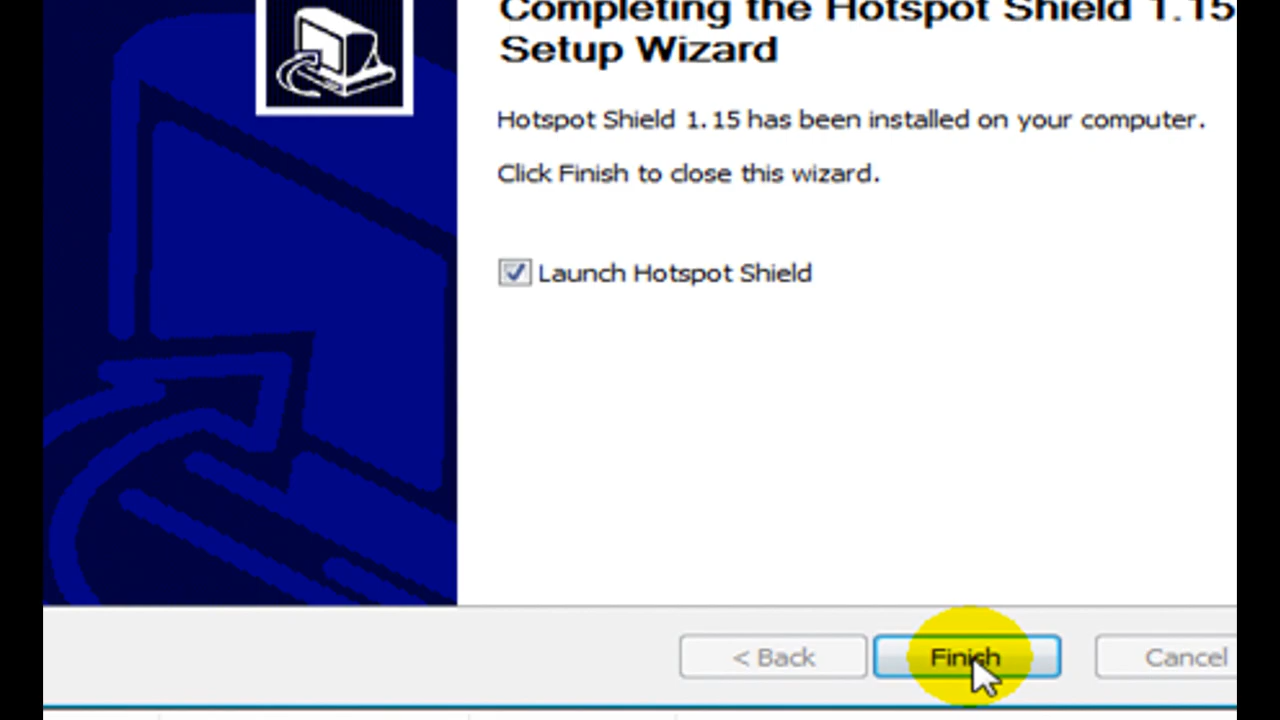 Completing the Hotspot Shield 1.15
Setup Wizard
Hotspot Shield 1.15 has been installed on your computer.
Click Finish to close this wizard.
Launch Hotspot Shield
< Back
Finish
Cancel